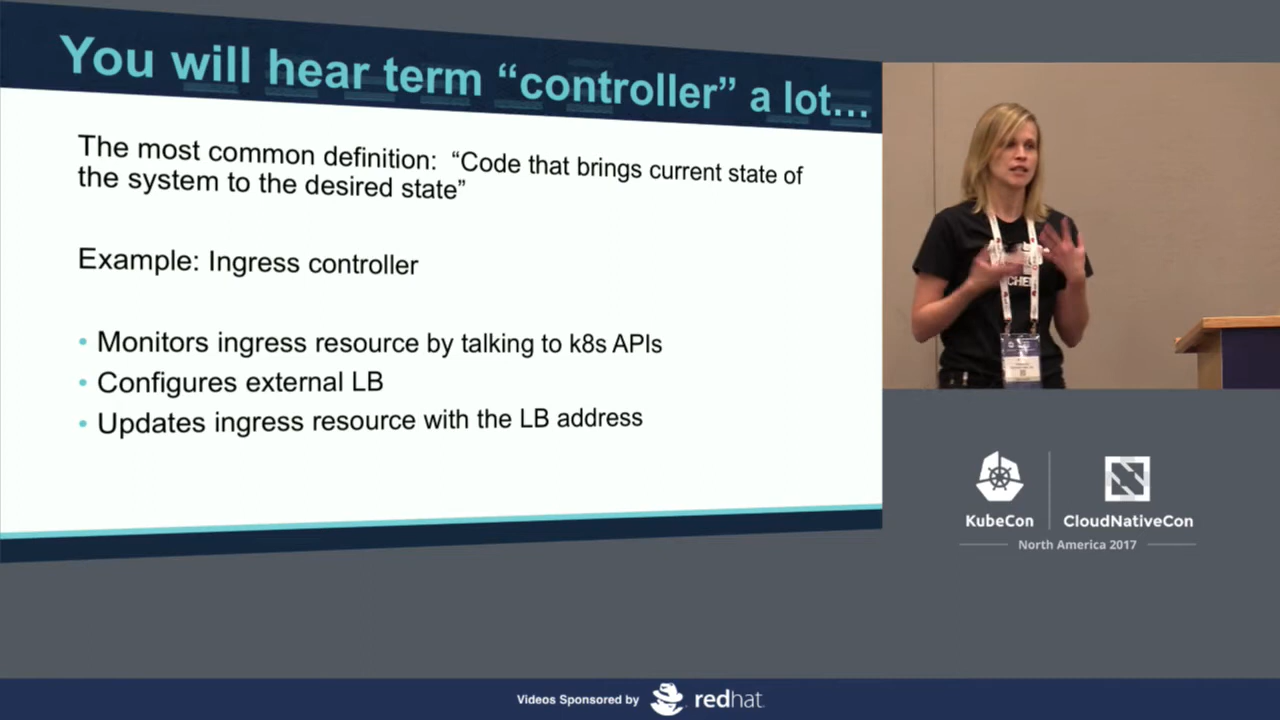 You will hear term “controller” a lot...
The most common definition: “Code that brings current state of
the system to the desired state”
Example: Ingress controller
• Monitors ingress resource by talking to k8s APIs
• Configures external LB
• Updates ingress resource with the LB address
KubeCon
CloudNativeCon
North America 2017
Videos Sponsored by
redhat